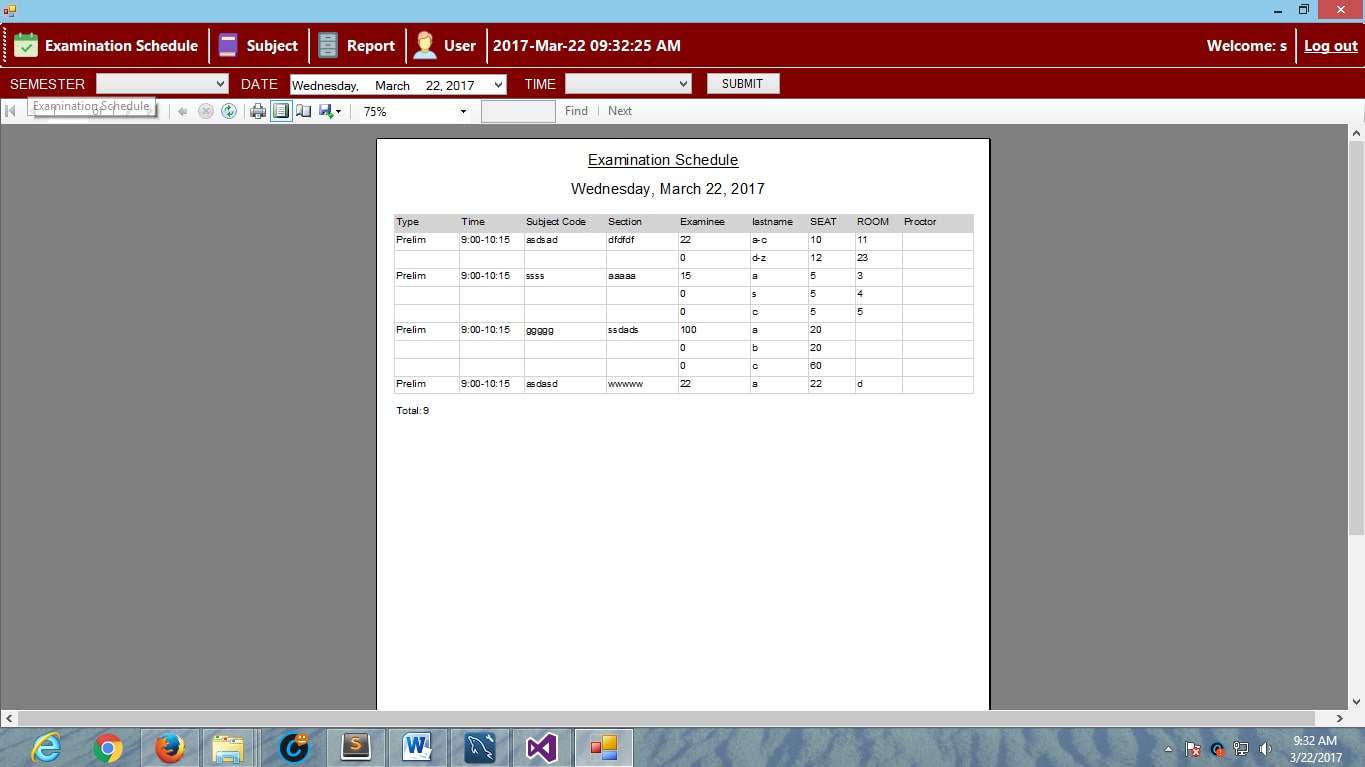 Examination Schedule Subject Report User 2017-Mar-22 09:32:25 AM Welcome: s Log out
SEMESTER DATE Wednesday, March 22, 2017 TIME SUBMIT
Examination Schedule 75% Find | Next
Examination Schedule
Wednesday, March 22, 2017
Type Time Subject Code Section Examinee lastname SEAT ROOM Proctor
Prelim 9:00-10:15 asdsad dfdfdf 22 a-c 10 11
0 d-z 12 23
Prelim 9:00-10:15 ssss aaaaa 15 a 5 3
0 s 5 4
0 c 5 5
Prelim 9:00-10:15 ggggg ssdads 100 a 20
0 b 20
0 c 60
Prelim 9:00-10:15 asdasd wwwww 22 a 22 d
Total: 9
9:32 AM
3/22/2017